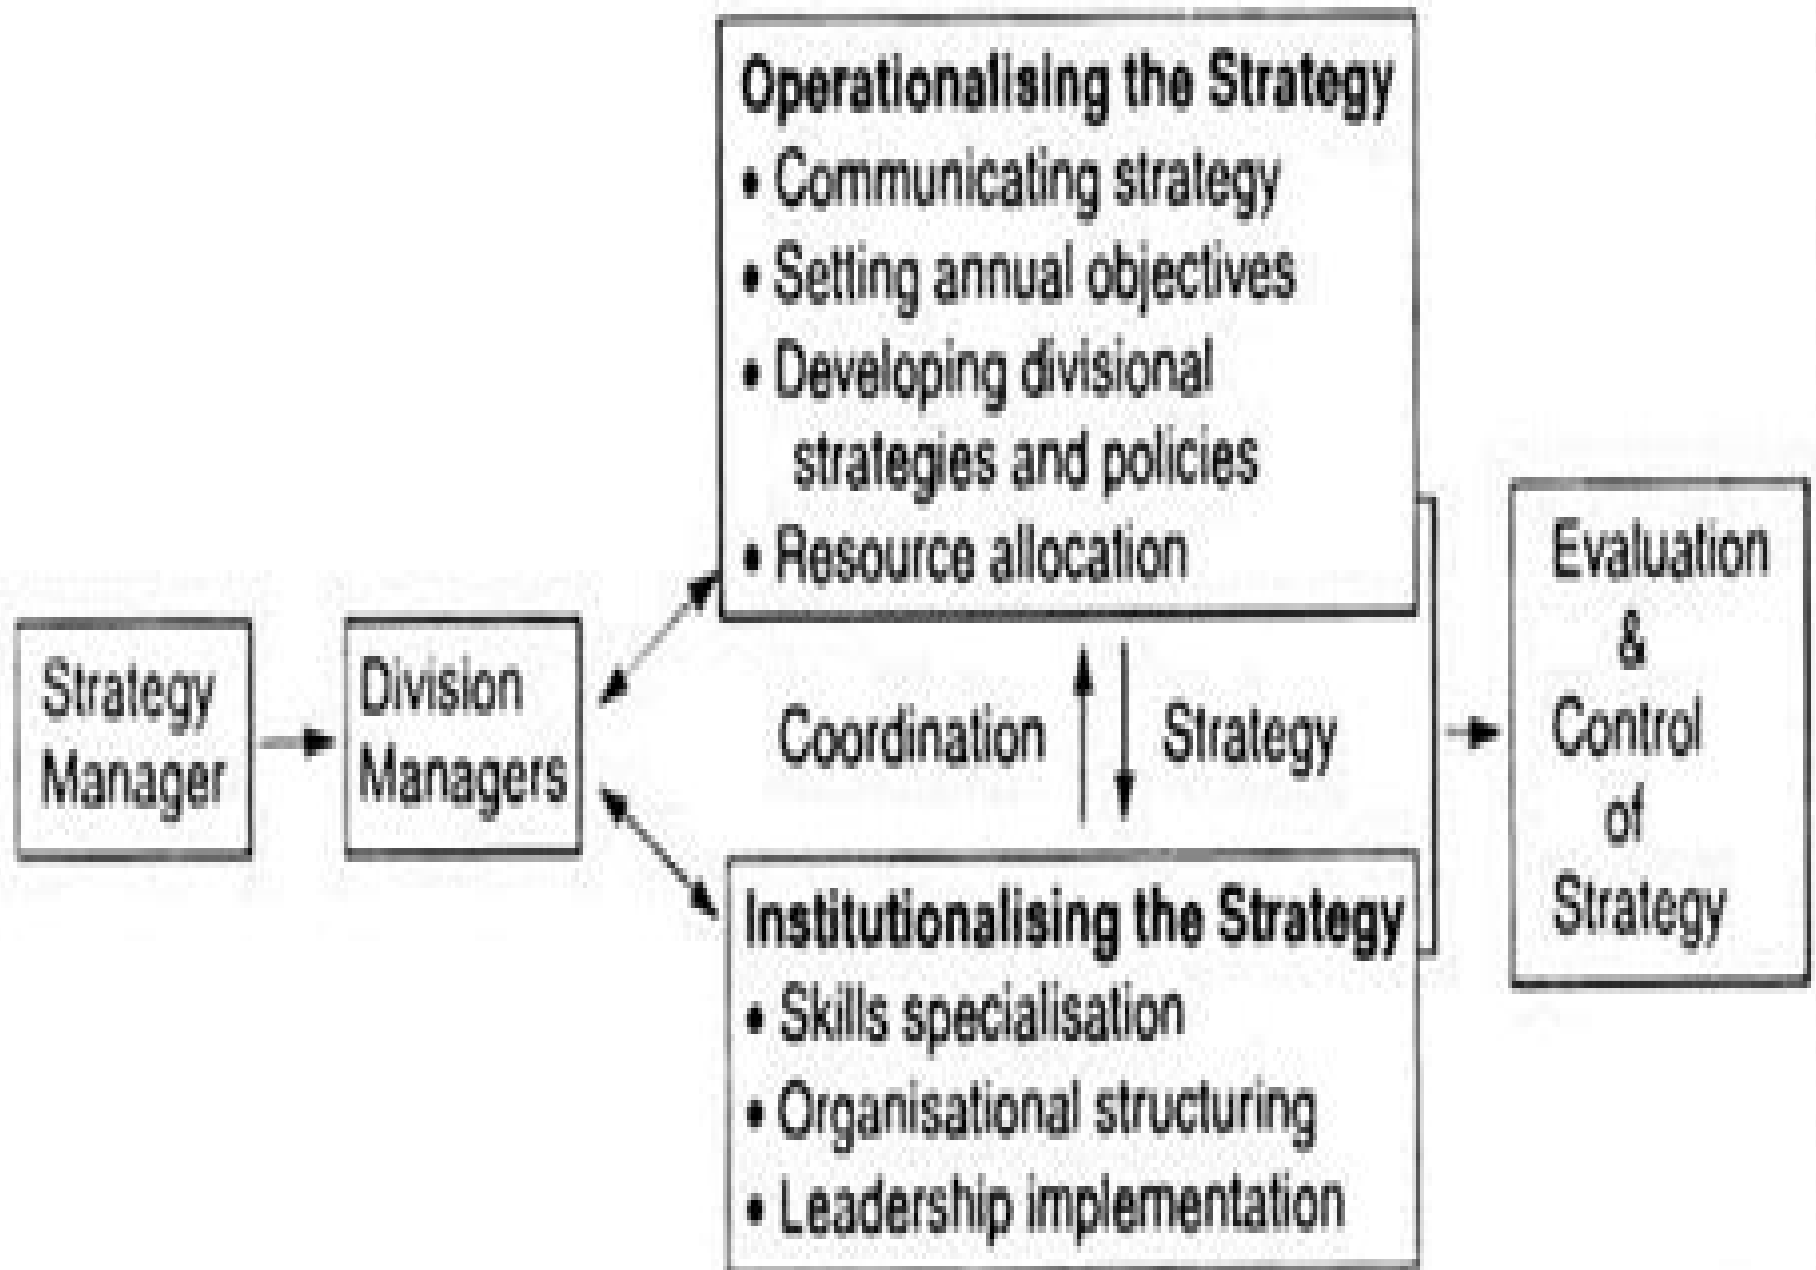 Strategy
Manager
Division
Managers
Operationalising the Strategy
• Communicating strategy
• Setting annual objectives
• Developing divisional
strategies and policies
• Resource allocation
Coordination
Strategy
Institutionalising the Strategy
• Skills specialisation
• Organisational structuring
• Leadership implementation
Evaluation
&
Control
of
Strategy